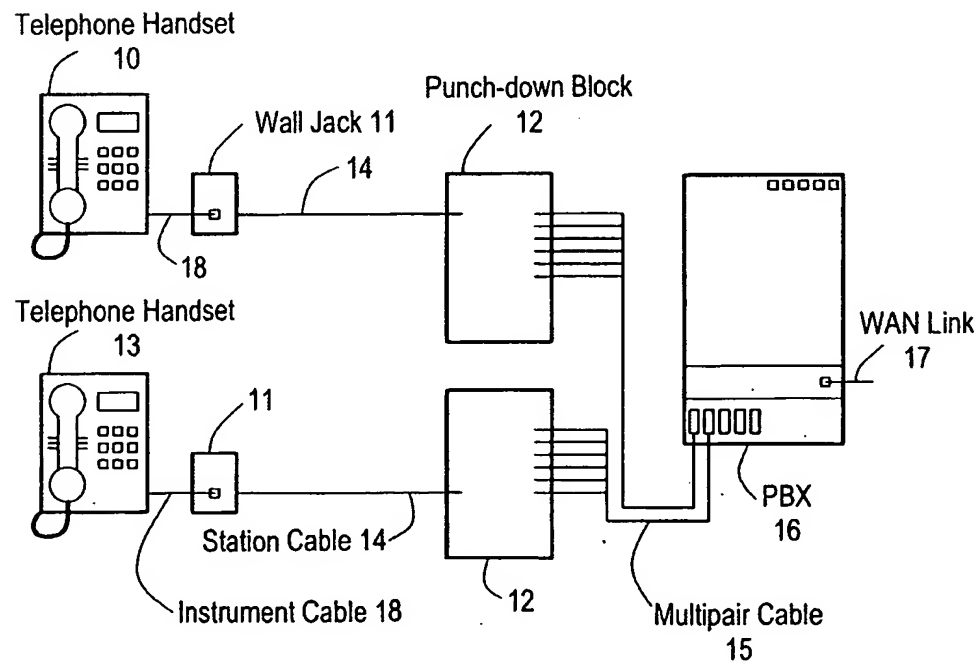 Telephone Handset
10
Wall Jack 11
14
Punch-down Block
12
18
Telephone Handset
13
WAN Link
17
11
Station Cable 14
PBX
16
Instrument Cable 18
12
Multipair Cable
15